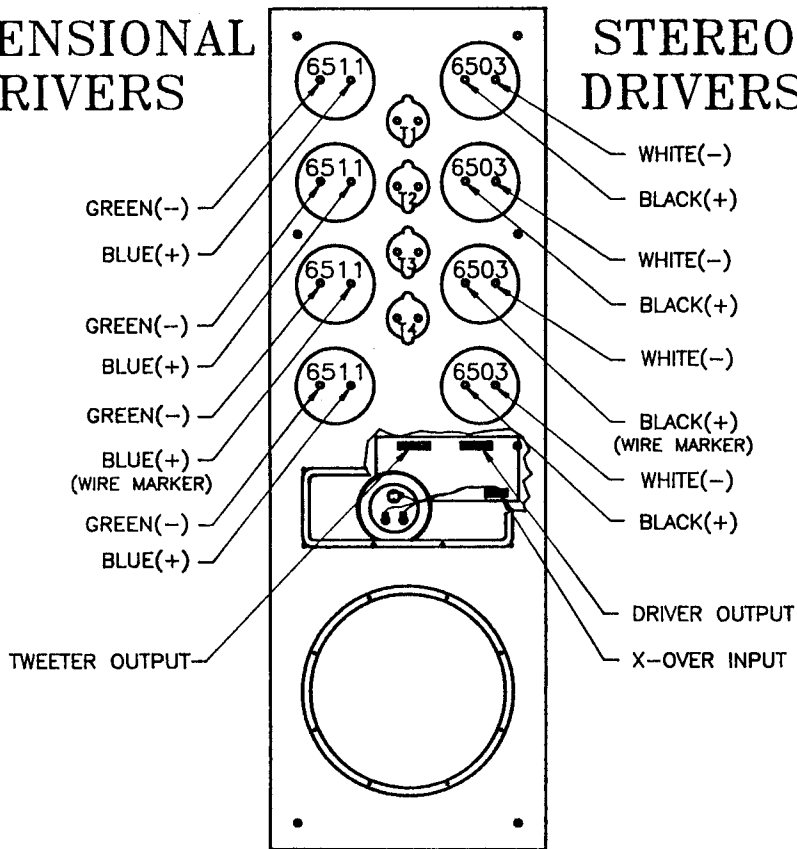 ENSIONAL
RIVERS
STEREO
DRIVERS
6511
6503
T1
6511
6503
T2
T3
6511
6503
T4
6511
6503
GREEN(-)
BLUE(+)
GREEN(-)
BLUE(+)
GREEN(-)
BLUE(+)
(WIRE MARKER)
GREEN(-)
BLUE(+)
TWEETER OUTPUT
WHITE(-)
BLACK(+)
WHITE(-)
BLACK(+)
WHITE(-)
BLACK(+)
(WIRE MARKER)
WHITE(-)
BLACK(+)
DRIVER OUTPUT
X-OVER INPUT